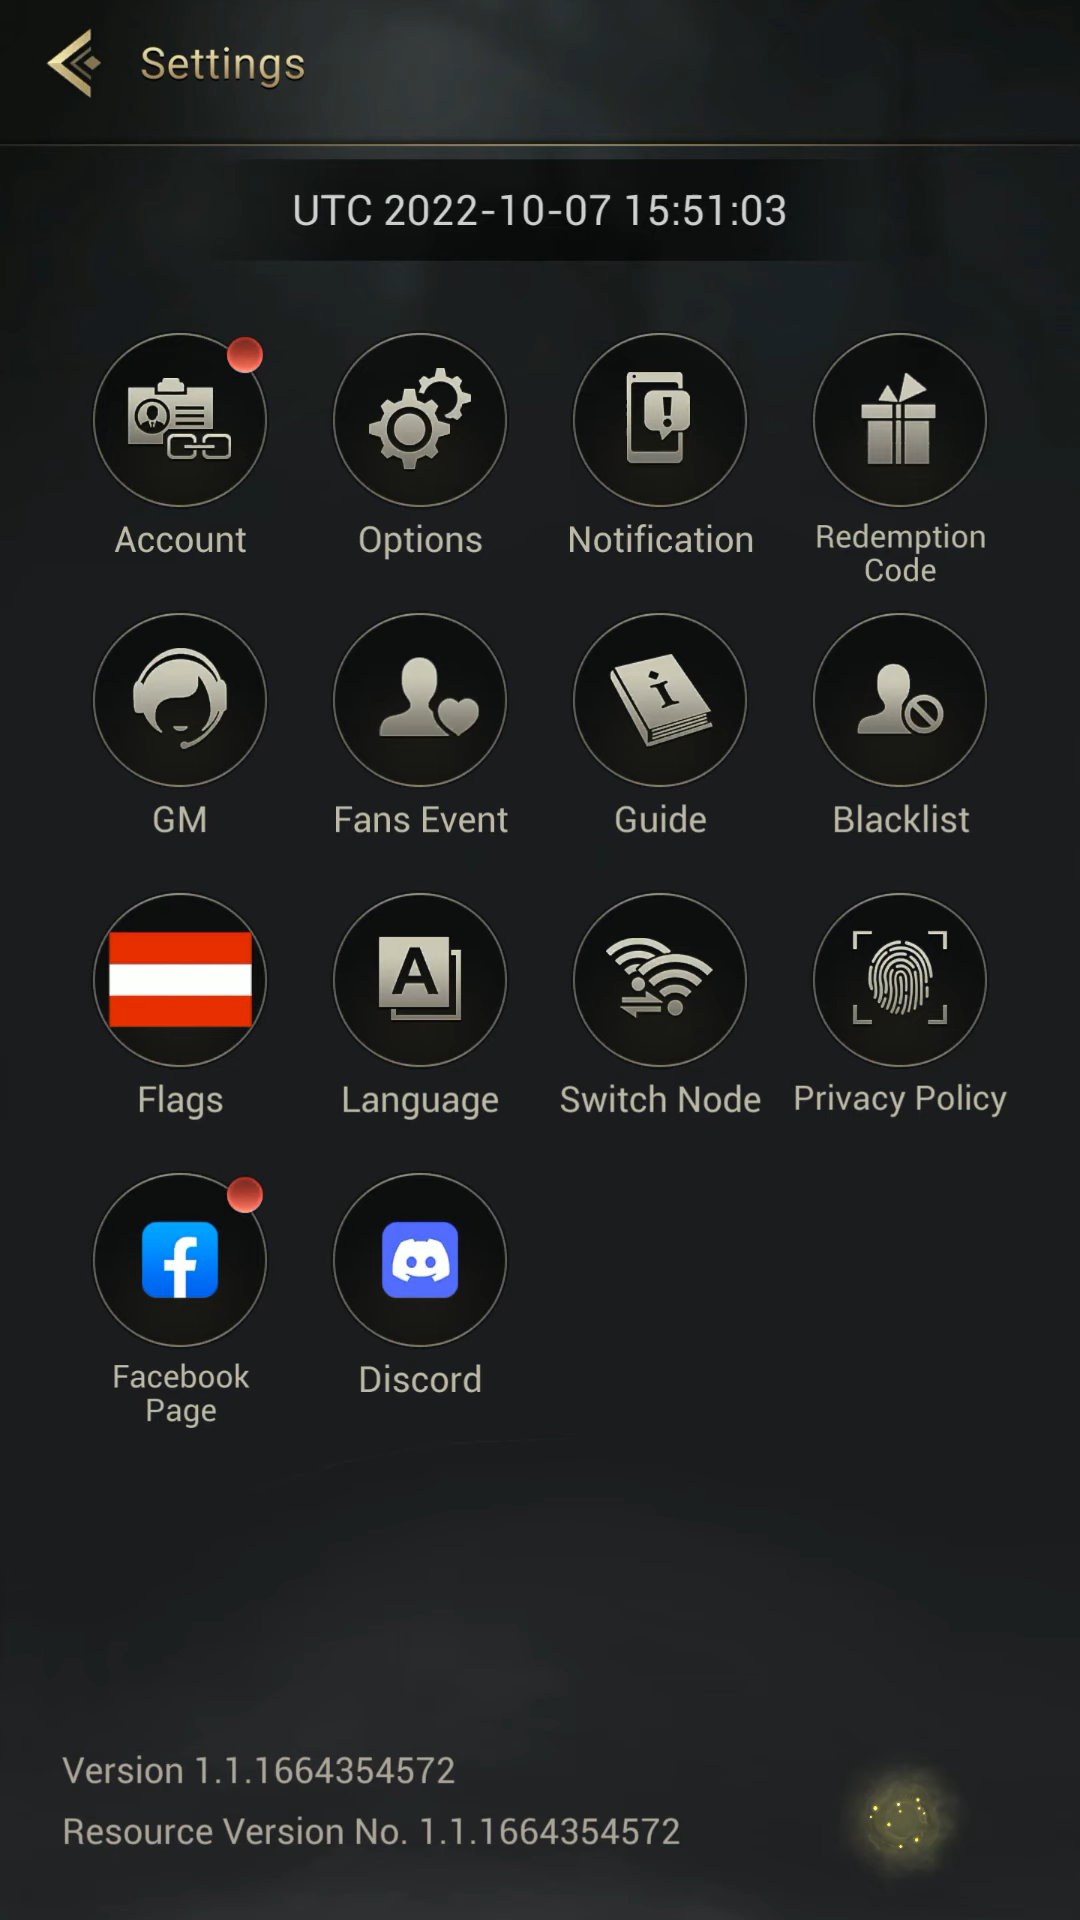 Settings
UTC 2022-10-07 15:51:03
Account
Options
Notification
Redemption
Code
GM
Fans Event
Guide
Blacklist
Flags
A
Language
Switch Node
Privacy Policy
Facebook
Page
Discord
Version 1.1.1664354572
Resource Version No. 1.1.1664354572